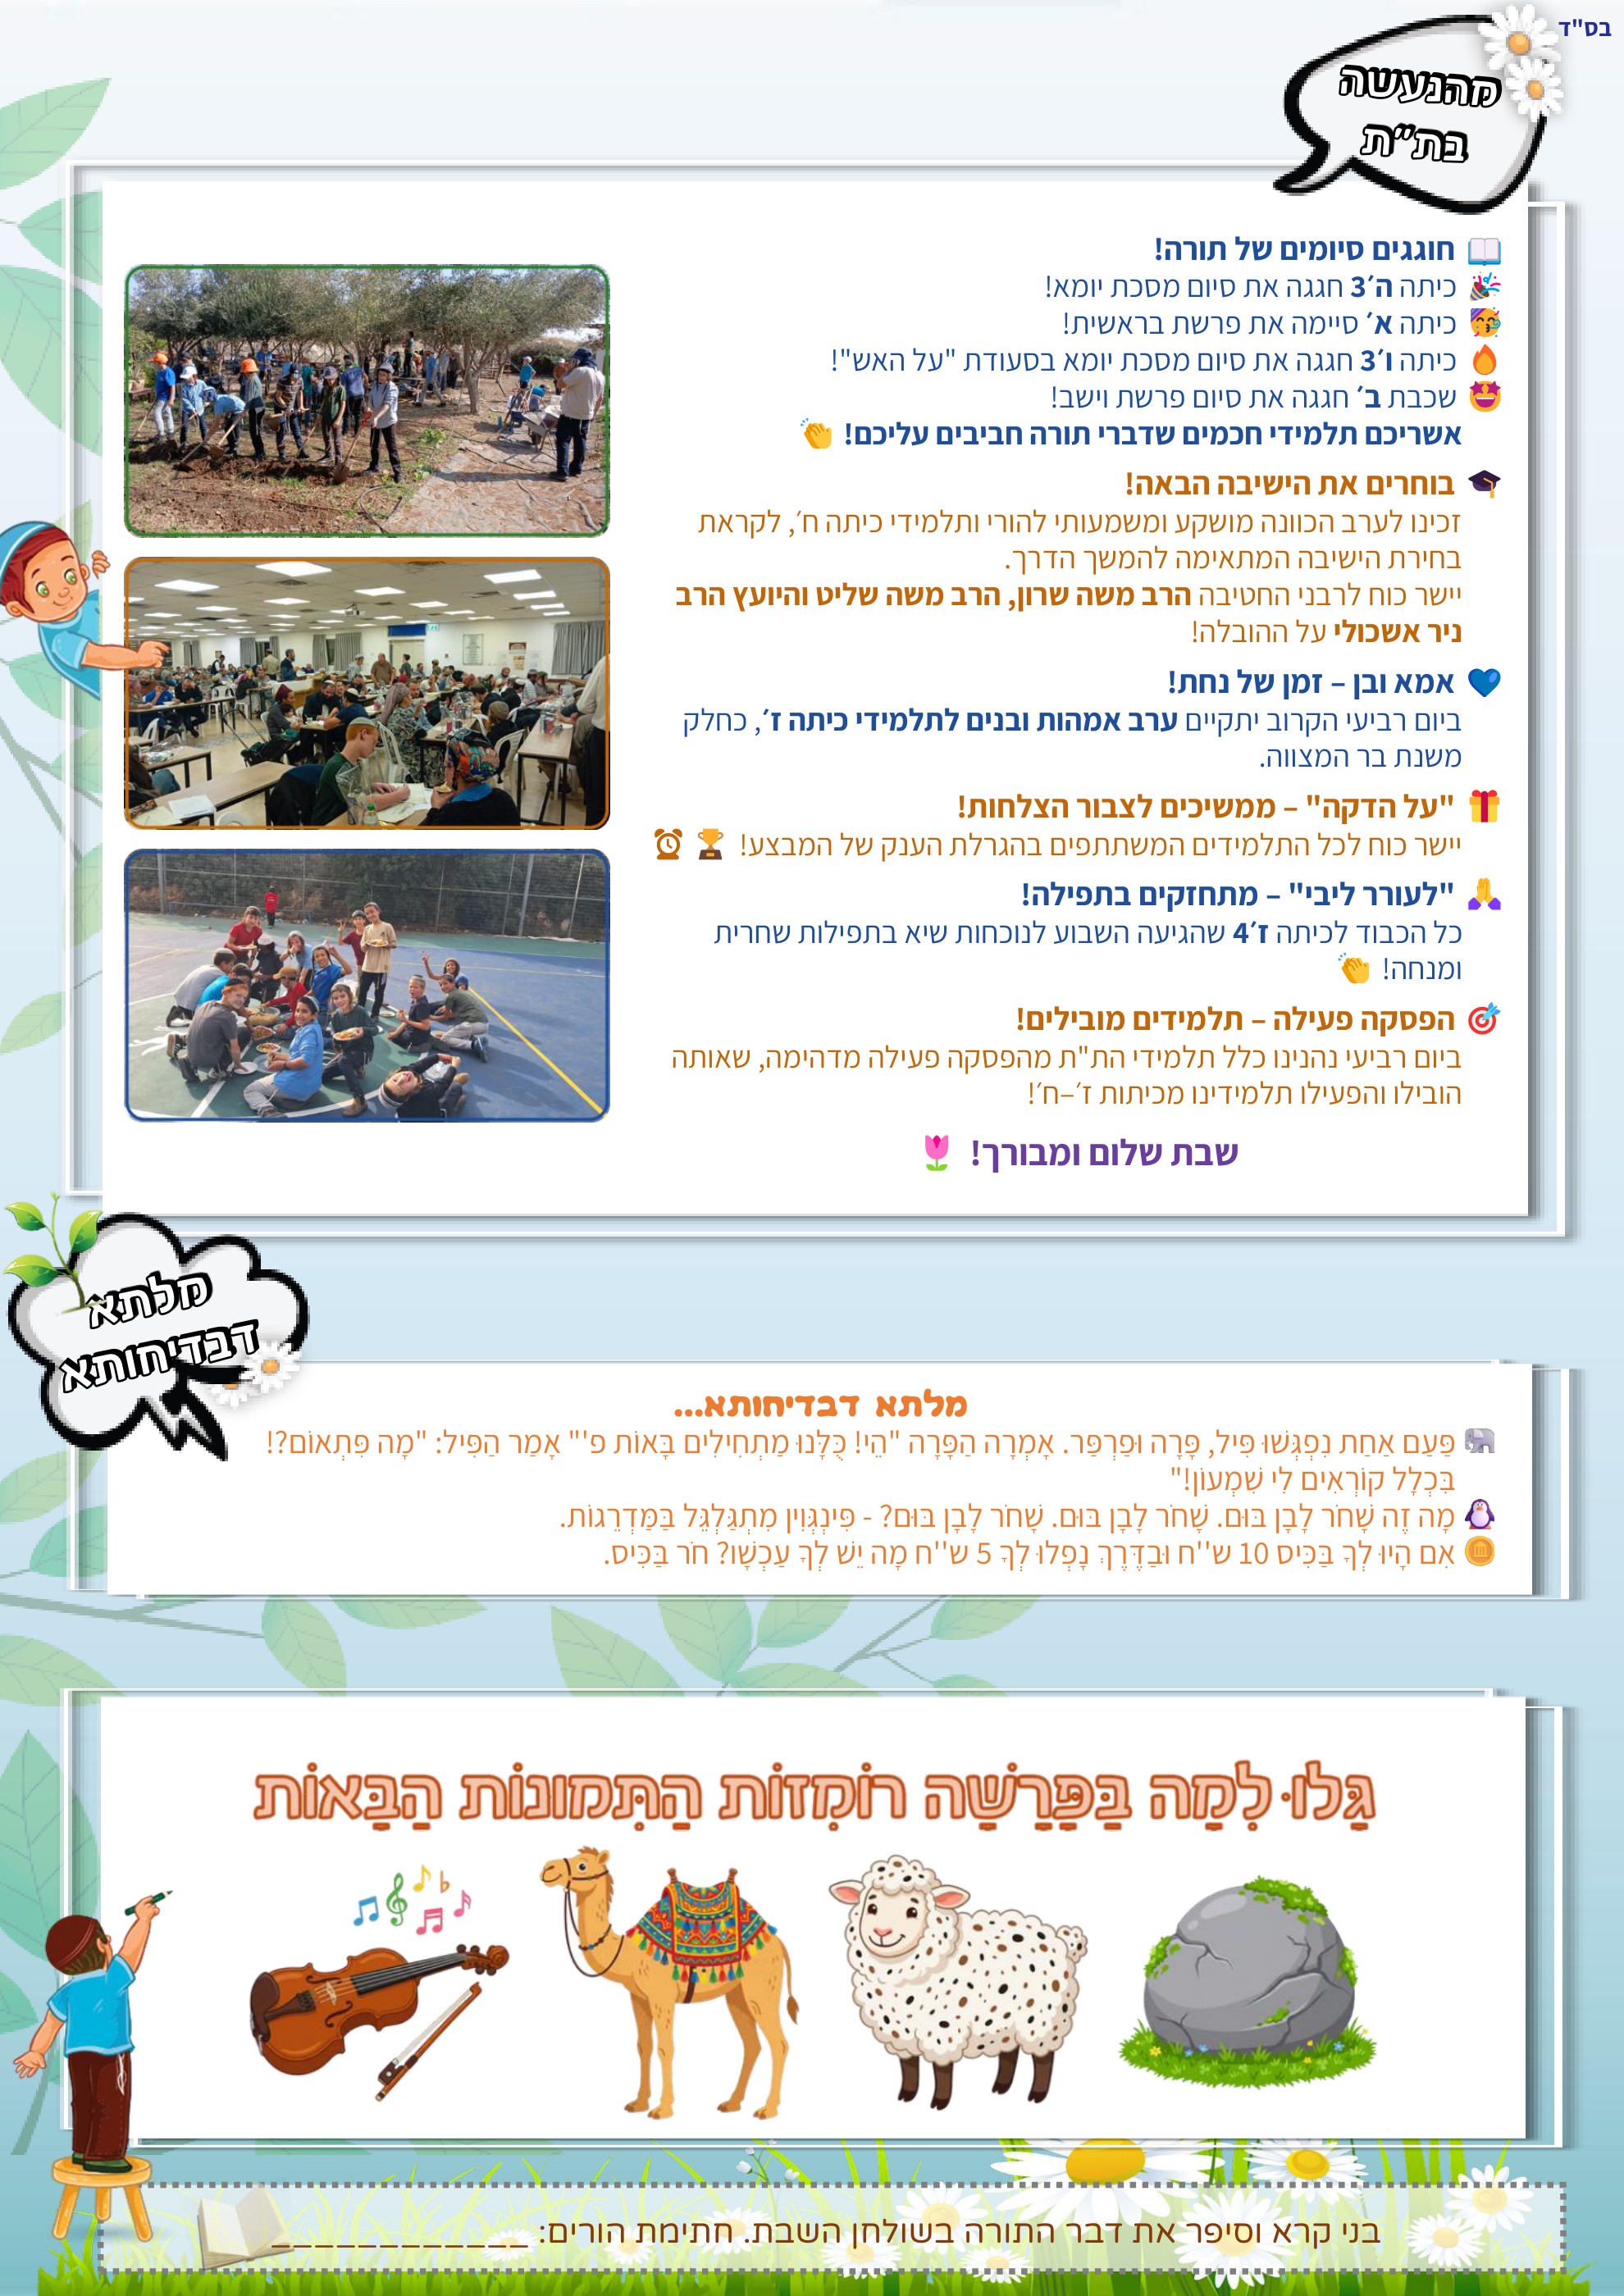 בס"ד
מהנעשה
בת"ת
📖 חוגגים סיומים של תורה!
🎉 כיתה ה׳3 חגגה את סיום מסכת יומא!
🥳 כיתה א׳ סיימה את פרשת בראשית!
🔥 כיתה ו׳3 חגגה את סיום מסכת יומא בסעודת "על האש"!
🤩 שכבת ב׳ חגגה את סיום פרשת וישב!
אשריכם תלמידי חכמים שדברי תורה חביבים עליכם! 👏
🎓 בוחרים את הישיבה הבאה!
זכינו לערב הכוונה מושקע ומשמעותי להורי ותלמידי כיתה ח׳, לקראת
בחירת הישיבה המתאימה להמשך הדרך.
יישר כוח לרבני החטיבה הרב משה שרון, הרב משה שליט והיועץ הרב
ניר אשכולי על ההובלה!
💙 אמא ובן – זמן של נחת!
ביום רביעי הקרוב יתקיים ערב אמהות ובנים לתלמידי כיתה ז׳, כחלק
משנת בר המצווה.
🎁 "על הדקה" – ממשיכים לצבור הצלחות!
יישר כוח לכל התלמידים המשתתפים בהגרלת הענק של המבצע! 🏆 ⏰
🙏 "לעורר ליבי" – מתחזקים בתפילה!
כל הכבוד לכיתה ז׳4 שהגיעה השבוע לנוכחות שיא בתפילות שחרית
ומנחה! 👏
🎯 הפסקה פעילה – תלמידים מובילים!
ביום רביעי נהנינו כלל תלמידי הת"ת מהפסקה פעילה מדהימה, שאותה
הובילו והפעילו תלמידינו מכיתות ז׳–ח׳!
שבת שלום ומבורך! 🌷
מלתא
דבדיחותא
מלתא דבדיחותא...
🐘 פַּעַם אַחַת נִפְגְּשׁוּ פִּיל, פָּרָה וּפַרְפַּר. אָמְרָה הַפָּרָה "הֵי! כֻּלָּנוּ מַתְחִילִים בָּאוֹת פ'" אָמַר הַפִּיל: "מָה פִּתְאוֹם?!
בִּכְלָל קוֹרְאִים לִי שִׁמְעוֹן!"
🐧 מָה זֶה שָׁחֹר לָבָן בּוּם. שָׁחֹר לָבָן בּוּם. שָׁחֹר לָבָן בּוּם? - פִּינְגְּוִין מִתְגַּלְגֵּל בַּמַּדְרֵגוֹת.
🪙 אִם הָיוּ לְךָ בַּכִּיס 10 ש''ח וּבַדֶּרֶךְ נָפְלוּ לְךָ 5 ש''ח מָה יֵשׁ לְךָ עַכְשָׁו? חֹר בַּכִּיס.
גַּלּוּ לְמַה בַּפָּרָשָׁה רוֹמְזוֹת הַתְּמוּנוֹת הַבָּאוֹת
בני קרא וסיפר את דבר התורה בשולחן השבת. חתימת הורים: ____________